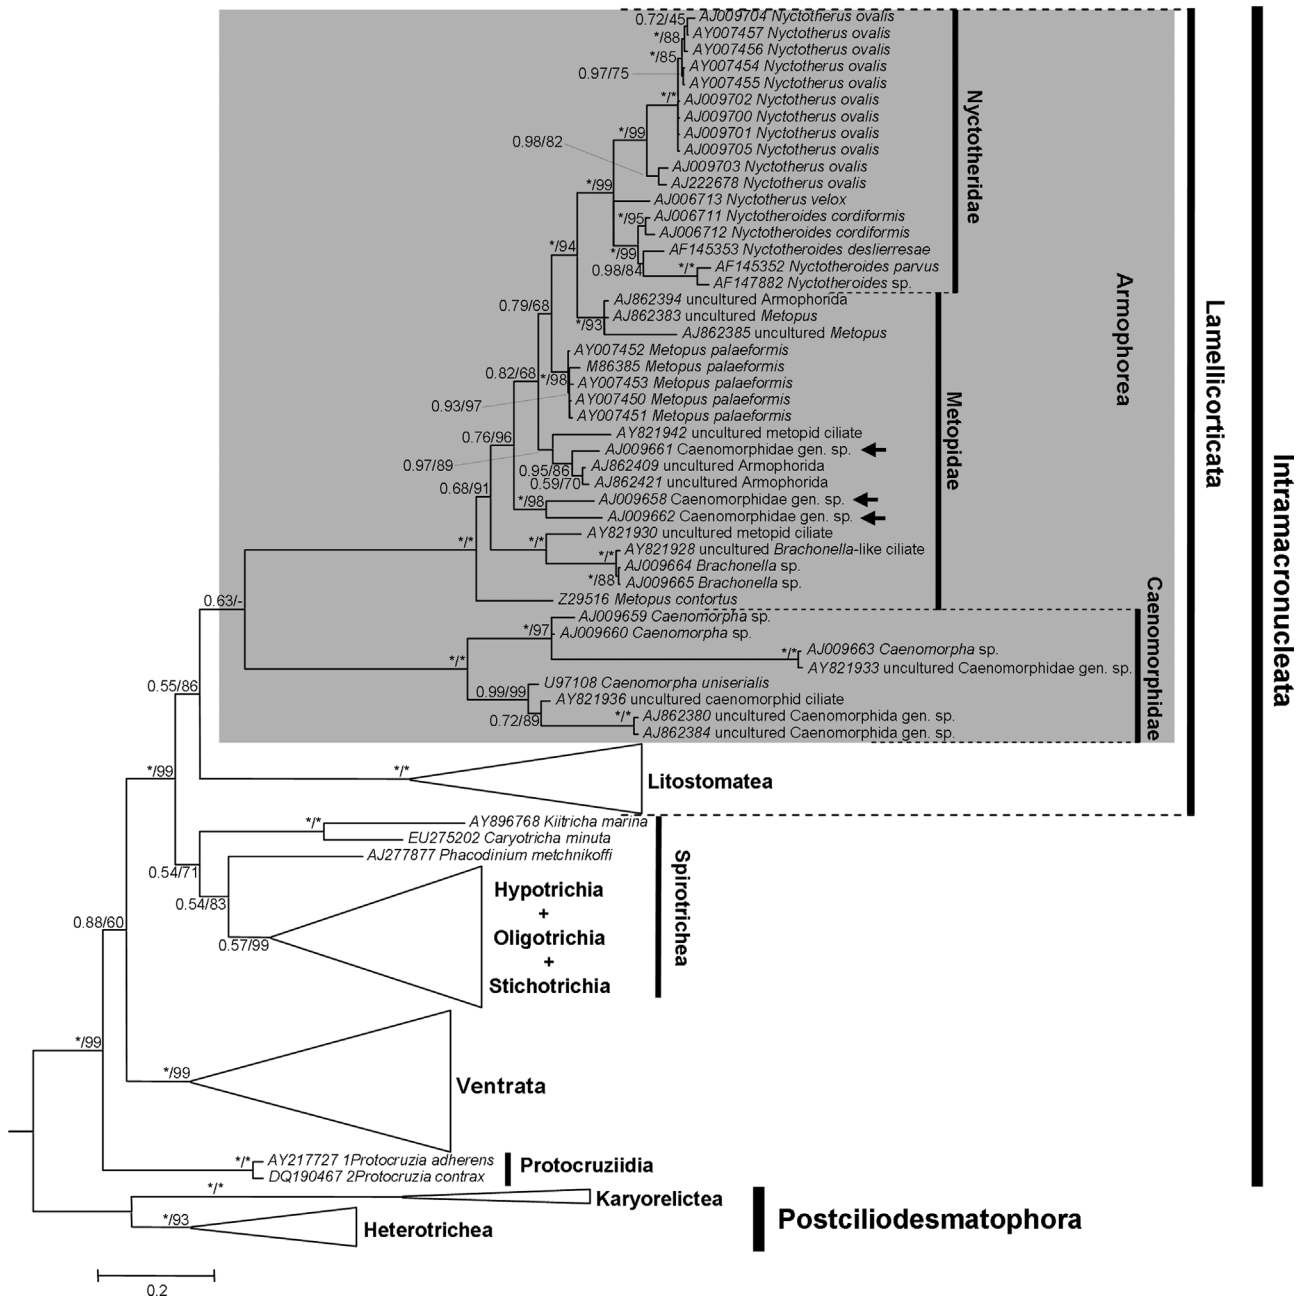 0.72/45
AJ009704 Nyctotherus ovalis
*/88
AY007457 Nyctotherus ovalis
AY007456 Nyctotherus ovalis
*/85
AY007454 Nyctotherus ovalis
0.97/75
AY007455 Nyctotherus ovalis
*/*
AJ009702 Nyctotherus ovalis
AJ009700 Nyctotherus ovalis
*/99
AJ009701 Nyctotherus ovalis
0.98/82
AJ009705 Nyctotherus ovalis
AJ009703 Nyctotherus ovalis
*/99
AJ222678 Nyctotherus ovalis
AJ006713 Nyctotherus velox
*/95
AJ006711 Nyctotheroides cordiformis
AJ006712 Nyctotheroides cordiformis
*/94
*/99
AF145353 Nyctotheroides deslierresae
0.98/84
*/*
AF145352 Nyctotheroides parvus
AF147882 Nyctotheroides sp.
Nyctotheridae
0.79/68
AJ862394 uncultured Armophorida
AJ862383 uncultured Metopus
*/93
AJ862385 uncultured Metopus
AY007452 Metopus palaeformis
0.82/68
M86385 Metopus palaeformis
*/98
AY007453 Metopus palaeformis
0.93/97
AY007450 Metopus palaeformis
AY007451 Metopus palaeformis
0.76/96
AY821942 uncultured metopid ciliate
AJ009661 Caenomorphidae gen. sp.
0.97/89
0.95/86
AJ862409 uncultured Armophorida
0.59/70
AJ862421 uncultured Armophorida
0.68/91
*/98
AJ009658 Caenomorphidae gen. sp.
AJ009662 Caenomorphidae gen. sp.
*/*
AY821930 uncultured metopid ciliate
*/*
*/*
AY821928 uncultured Brachonella-like ciliate
AJ009664 Brachonella sp.
*/88
AJ009665 Brachonella sp.
Z29516 Metopus contortus
Metopidae
0.63/-
AJ009659 Caenomorpha sp.
*/97
AJ009660 Caenomorpha sp.
*/*
*/*
AJ009663 Caenomorpha sp.
AY821933 uncultured Caenomorphidae gen. sp.
0.55/86
U97108 Caenomorpha uniserialis
0.99/99
AY821936 uncultured caenomorphid ciliate
0.72/89
*/*
AJ862380 uncultured Caenomorphida gen. sp.
AJ862384 uncultured Caenomorphida gen. sp.
Caenomorphidae
Armophorea
*/99
*/*
Litostomatea
Lamellicorticata
*/*
AY896768 Kiitricha marina
EU275202 Caryotricha minuta
AJ277877 Phacodinium metchnikoffi
0.54/71
0.54/83
Hypotrichia
+
Oligotrichia
+
Stichotrichia
0.57/99
Spirotrichea
0.88/60
*/99
*/99
Ventrata
*/*
AY217727 1Protocruzia adherens
DQ190467 2Protocruzia contrax
Protocruziidia
Intramacronucleata
*/*
Karyorelictea
*/93
Heterotrichea
Postciliodesmatophora
0.2